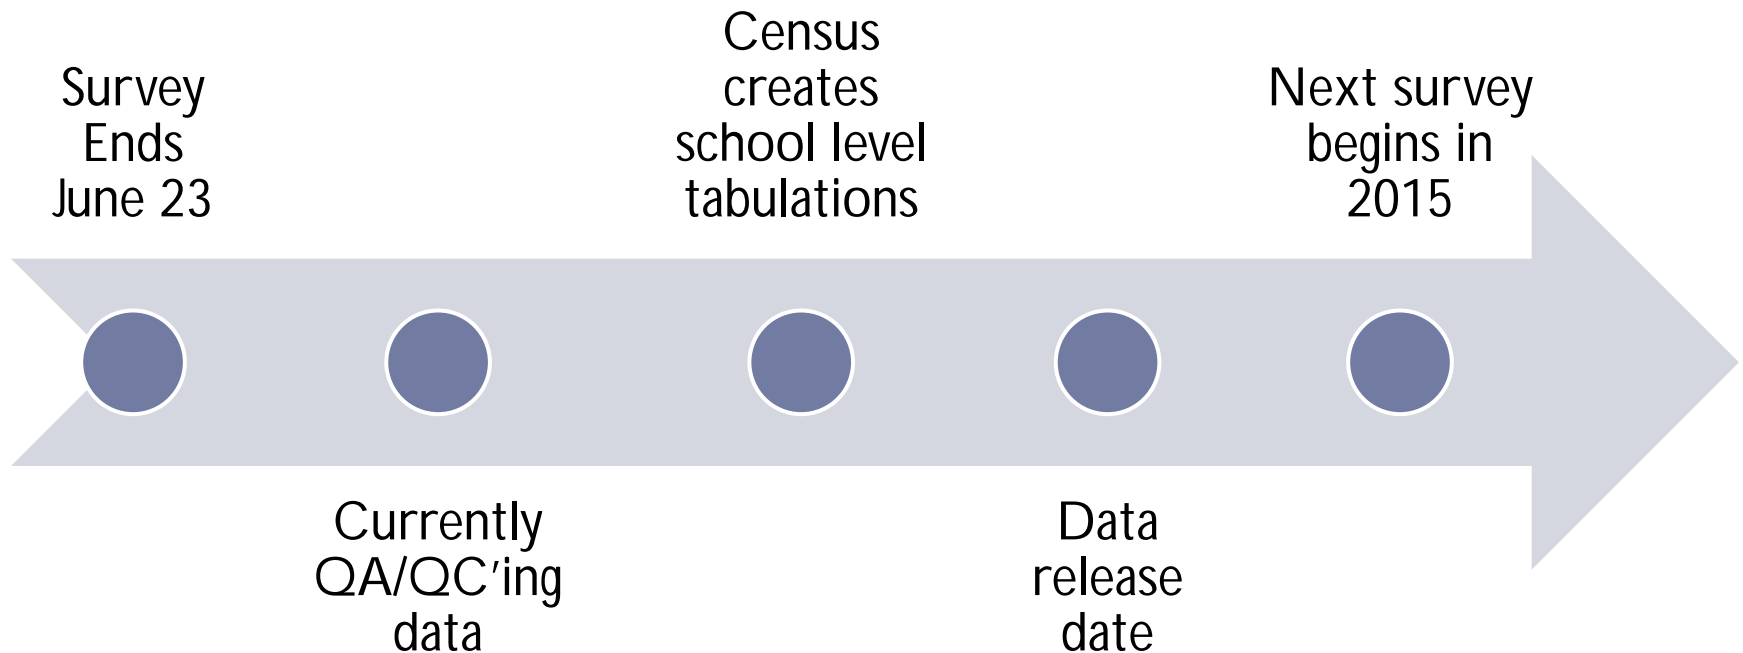 Survey
Ends
June 23
Currently
QA/QC'ing
data
Census
creates
school level
tabulations
Data
release
date
Next survey
begins in
2015